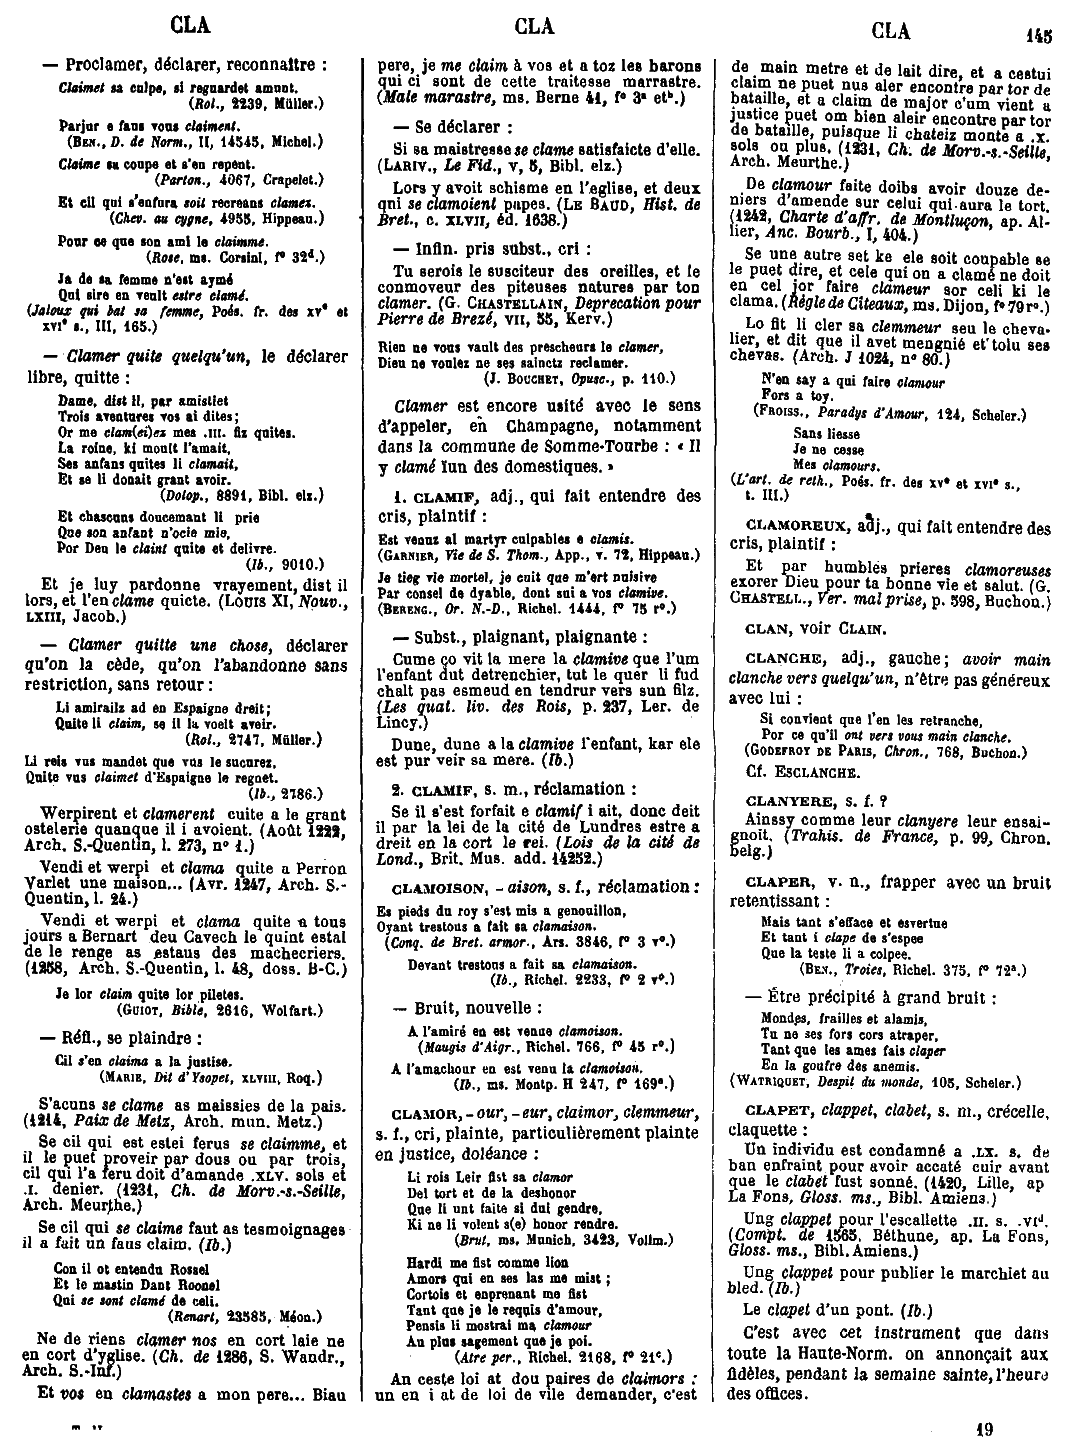 CLA
CLA
CLA
145
— Proclamer, déclarer, reconnaître :
Claimet sa culpe, si reguardet amunt.
(Rol., 2239, Müller.)
Parjur e faus vous claiment.
(BEN., D. de Norm., II, 14545, Michel.)
Claime sa coupe et s'en repent.
(Parton., 4067, Crapelet.)
Et cil qui s'enfura soit recreans clames.
(Chev. au cygne, 4955, Hippeau.)
Pour ce que son ami le claimme.
(Rose, ms. Corsini, f° 32d.)
Ja de sa femme n'est aymé
Qui sire en veult estre clamé.
(Jaloux qui bat sa femme, Poés. fr. des xv° et
xvi° s., III, 165.)
— Clamer quite quelqu'un, le déclarer
libre, quitte :
Dame, dist il, par amistiet
Trois aventures vos ai dites;
Or me clam(ei)ez mes .III. fiz quites.
La roïne, ki moult l'amait,
Ses anfans quites li clamait,
Et se li donait grant avoir.
(Dolop., 8891, Bibl. elz.)
Et chascuns doucemant li prie
Que son anfant n'ocie mie,
Por Deu le claint quite et delivre.
(Ib., 9010.)
Et je luy pardonne vrayement, dist il
lors, et l'en clame quicte. (LOUIS XI, Nouv.,
LXIII, Jacob.)
— Clamer quitte une chose, déclarer
qu'on la cède, qu'on l'abandonne sans
restriction, sans retour :
Li amirailz ad en Espaigne dreit;
Quite li claim, se il la voelt aveir.
(Rol., 2747, Müller.)
Li reis vus mandet que vus le sucurez,
Quite vus claimet d'Espaigne le regnet.
(Ib., 2786.)
Werpirent et clamerent cuite a le grant
ostelerie quanque il i avoient. (Août 1222,
Arch. S.-Quentin, l. 273, n° 1.)
Vendi et werpi et clama quite a Perron
Varlet une maison... (Avr. 1247, Arch. S.-
Quentin, l. 24.)
Vendi et werpi et clama quite a tous
jours a Bernart deu Cavech le quint estal
de le renge as estaus des machecriers.
(1258, Arch. S.-Quentin, l. 48, doss. B-C.)
Je lor claim quite lor piletes.
(GUIOT, Bible, 2616, Wolfart.)
— Réfl., se plaindre :
Cil s'en claima a la justise.
(MARIE, Dit d'Ysopet, XLVIII, Roq.)
S'acuns se clame as maissies de la pais.
(1214, Paix de Metz, Arch. mun. Metz.)
Se cil qui est estei ferus se claimme, et
il le puet proveir par dous ou par trois,
cil qui l'a feru doit d'amande .XLV. sols et
.I. denier. (1231, Ch. de Morv.-s.-Seille,
Arch. Meurthe.)
Se cil qui se claime faut as tesmoignages
il a fait un faus claim. (Ib.)
Con il ot entendu Rossel
Et le mastin Dant Roonel
Qui se sont clamé de celi.
(Renart, 23585, Méon.)
Ne de riens clamer nos en cort laie ne
en cort d'yglise. (Ch. de 1286, S. Wandr.,
Arch. S.-Inf.)
Et vos en clamastes a mon pere... Biau
pere, je me claim à vos et a toz les barons
qui ci sont de cette traitesse marrastre.
(Male marastre, ms. Berne 41, f° 3a et b.)
— Se déclarer :
Si sa maistresse se clame satisfaicte d'elle.
(LARIV., Le Fid., V, 5, Bibl. elz.)
Lors y avoit schisme en l'eglise, et deux
qui se clamoient papes. (LE BAUD, Hist. de
Bret., c. XLVII, éd. 1638.)
— Infin. pris subst., cri :
Tu serois le susciteur des oreilles, et le
conmoveur des piteuses natures par ton
clamer. (G. CHASTELLAIN, Deprecation pour
Pierre de Brezé, VII, 55, Kerv.)
Rien ne vous vault des prescheurs le clamer,
Dieu ne voulez ne ses sainctz reclamer.
(J. BOUCHET, Opusc., p. 110.)
Clamer est encore usité avec le sens
d'appeler, en Champagne, notamment
dans la commune de Somme-Tourbe : « Il
y clamé lun des domestiques. »
1. CLAMIF, adj., qui fait entendre des
cris, plaintif :
Est venuz al martyr culpables e clamis.
(GARNIER, Vie de S. Thom., App., v. 72, Hippeau.)
Je tieg vie mortel, je cuit que m'ert nuisive
Par consel de dyable, dont sui a vos clamive.
(BERENG., Or. N.-D., Richel. 1444, f° 75 r°.)
— Subst., plaignant, plaignante :
Cume ço vit la mere la clamive que l'um
l'enfant dut detrenchier, tut le quer li fud
chalt pas esmeud en tendrur vers sun filz.
(Les quat. liv. des Rois, p. 237, Ler. de
Lincy.)
Dune, dune a la clamive l'enfant, kar ele
est pur veir sa mere. (Ib.)
2. CLAMIF, s. m., réclamation :
Se il s'est forfait e clamif i ait, donc deit
il par la lei de la cité de Lundres estre a
dreit en la cort le rei. (Lois de la cité de
Lond., Brit. Mus. add. 14252.)
CLAMOISON, - aison, s. f., réclamation :
Es pieds du roy s'est mis a genouillon,
Oyant trestous a fait sa clamaison.
(Conq. de Bret. armor., Ars. 3846, f° 3 v°.)
Devant trestous a fait sa clamaison.
(Ib., Richel. 2233, f° 2 v°.)
— Bruit, nouvelle :
A l'amiré en est venue clamoison.
(Maugis d'Aigr., Richel. 766, f° 45 r°.)
A l'amachour en est venu la clamoison.
(Ib., ms. Montp. H 247, f° 169a.)
CLAMOR, - our, - eur, claimor, clemmeur,
s. f., cri, plainte, particulièrement plainte
en justice, doléance :
Li rois Leir fist sa clamor
Del tort et de la deshonor
Que li unt faite si dui gendre,
Ki ne li volent s(e) honor rendre.
(Brut, ms. Munich, 3423, Vollm.)
Hardi me fist comme lion
Amors qui en ses las me mist ;
Cortois et enprenant me fist
Tant que je le requis d'amour,
Pensis li mostrai ma clamour
Au plus sagement que je poi.
(Atre per., Richel. 2168, f° 21c.)
An ceste loi at dou paires de claimors :
un en i at de loi de vile demander, c'est
de main metre et de lait dire, et a cestui
claim ne puet nus aler encontre par tor de
bataille, et a claim de major c'um vient a
justice puet om bien aleir encontre par tor
de bataille, puisque li chateiz monte a .X.
sols ou plus. (1231, Ch. de Morv.-s.-Seille,
Arch. Meurthe.)
De clamour faite doibs avoir douze de-
niers d'amende sur celui qui aura le tort.
(1242, Charte d'affr. de Montluçon, ap. Al-
lier, Anc. Bourb., I, 404.)
Se une autre set ke ele soit coupable se
le puet dire, et cele qui on a clamé ne doit
en cel jor faire clameur sor celi ki le
clama. (Règle de Citeaux, ms. Dijon, f° 79 r°.)
Lo fit li cler sa clemmeur seu le cheva-
lier, et dit que il avet mengnié et tolu ses
chevas. (Arch. J 1024, n° 80.)
N'en say a qui faire clamour
Fors a toy.
(FROISS., Paradys d'Amour, 124, Scheler.)
Sans liesse
Je ne cesse
Mes clamours.
(L'art. de reth., Poés. fr. des xv° et xvi° s.,
t. III.)
CLAMOREUX, adj., qui fait entendre des
cris, plaintif :
Et par humbles prieres clamoreuses
exorer Dieu pour ta bonne vie et salut. (G.
CHASTELL., Ver. mal prise, p. 598, Buchon.)
CLAN, voir CLAIN.
CLANCHE, adj., gauche; avoir main
clanche vers quelqu'un, n'être pas généreux
avec lui :
Si convient que l'en les retranche,
Por ce qu'il ont vers vous main clanche.
(GODEFROY DE PARIS, Chron., 768, Buchon.)
Cf. ESCLANCHE.
CLANYERE, s. f. ?
Ainssy comme leur clanyere leur ensai-
gnoit. (Trahis. de France, p. 99, Chron.
belg.)
CLAPER, v. n., frapper avec un bruit
retentissant :
Mais tant s'efface et esvertue
Et tant i clape de s'espee
Que la teste li a colpee.
(BEN., Troies, Richel. 375, f° 72a.)
— Être précipité à grand bruit :
Mondes, frailles et alamis,
Tu ne ses fors cors atraper,
Tant que les ames fais claper
En la goufre des anemis.
(WATRIQUET, Despit du monde, 105, Scheler.)
CLAPET, clappet, clabet, s. m., crécelle,
claquette :
Un individu est condamné a .LX. s. de
ban enfraint pour avoir accaté cuir avant
que le clabet fust sonné. (1420, Lille, ap
La Fons, Gloss. ms., Bibl. Amiens.)
Ung clappet pour l'escallette .II. s. .VId.
(Compt. de 1565, Béthune, ap. La Fons,
Gloss. ms., Bibl. Amiens.)
Ung clappet pour publier le marchiet au
bled. (Ib.)
Le clapet d'un pont. (Ib.)
C'est avec cet instrument que dans
toute la Haute-Norm. on annonçait aux
fidèles, pendant la semaine sainte, l'heure
des offices.
19